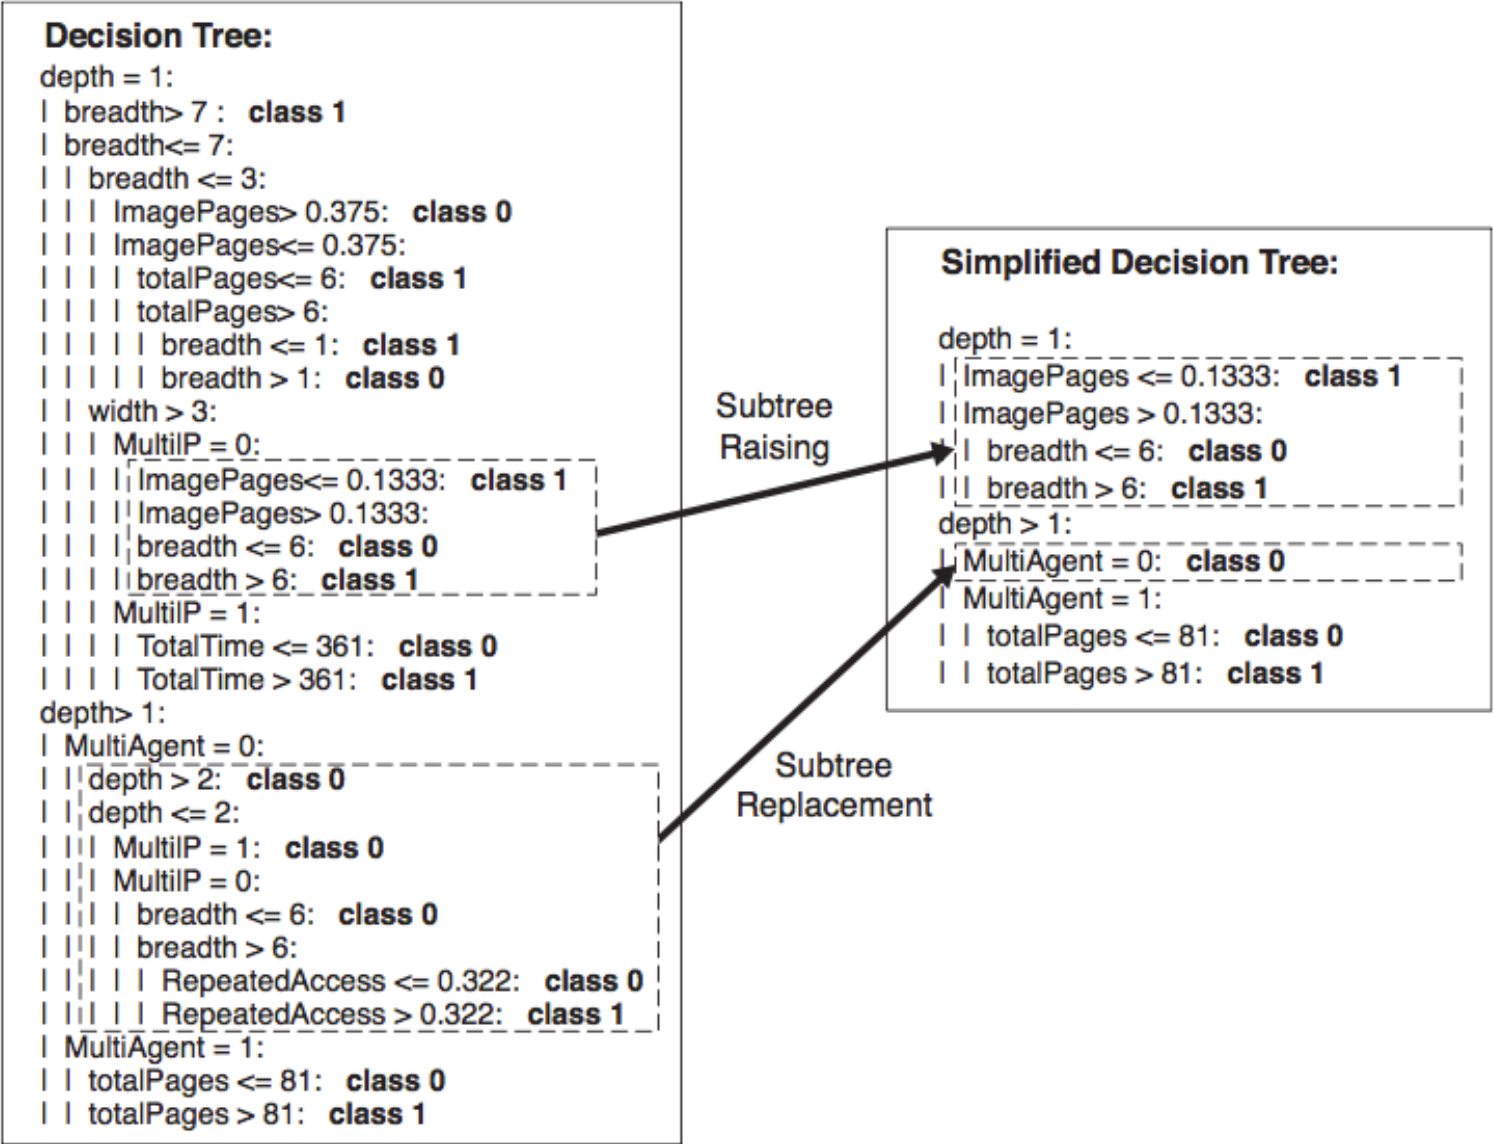 Decision Tree:
depth = 1:
| breadth> 7 : class 1
| breadth<= 7:
| | breadth <= 3:
| | | ImagePages> 0.375: class 0
| | | ImagePages<= 0.375:
| | | | totalPages<= 6: class 1
| | | | totalPages> 6:
| | | | | breadth <= 1: class 1
| | | | | breadth > 1: class 0
| | width > 3:
| | | MultiIP = 0:
| | | | ImagePages<= 0.1333: class 1
| | | | ImagePages> 0.1333:
| | | | breadth <= 6: class 0
| | | | breadth > 6: class 1
| | | MultiIP = 1:
| | | | TotalTime <= 361: class 0
| | | | TotalTime > 361: class 1
depth> 1:
| MultiAgent = 0:
| | depth > 2: class 0
| | depth <= 2:
| | | MultiIP = 1: class 0
| | | MultiIP = 0:
| | | | breadth <= 6: class 0
| | | | breadth > 6:
| | | | | RepeatedAccess <= 0.322: class 0
| | | | | RepeatedAccess > 0.322: class 1
| MultiAgent = 1:
| | totalPages <= 81: class 0
| | totalPages > 81: class 1
Subtree
Raising
Subtree
Replacement
Simplified Decision Tree:
depth = 1:
| ImagePages <= 0.1333: class 1
| ImagePages > 0.1333:
| | breadth <= 6: class 0
| | breadth > 6: class 1
depth > 1:
| MultiAgent = 0: class 0
| MultiAgent = 1:
| | totalPages <= 81: class 0
| | totalPages > 81: class 1